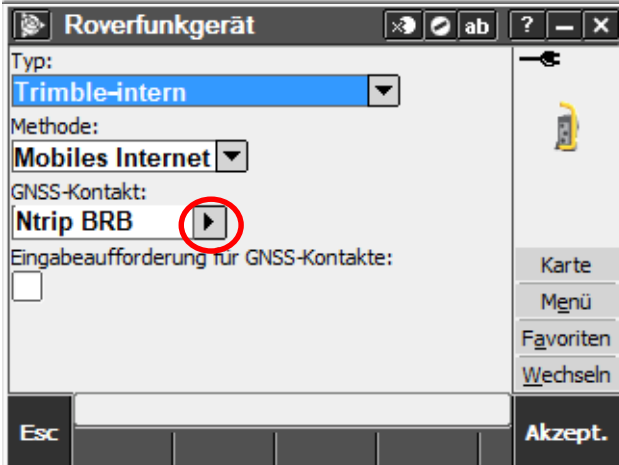 Roverfunkgerät ab ? – x
Typ:
Trimble-intern
Methode:
Mobiles Internet
GNSS-Kontakt:
Ntrip BRB
Eingabeaufforderung für GNSS-Kontakte:
Karte
Menü
Favoriten
Wechseln
Esc
Akzept.